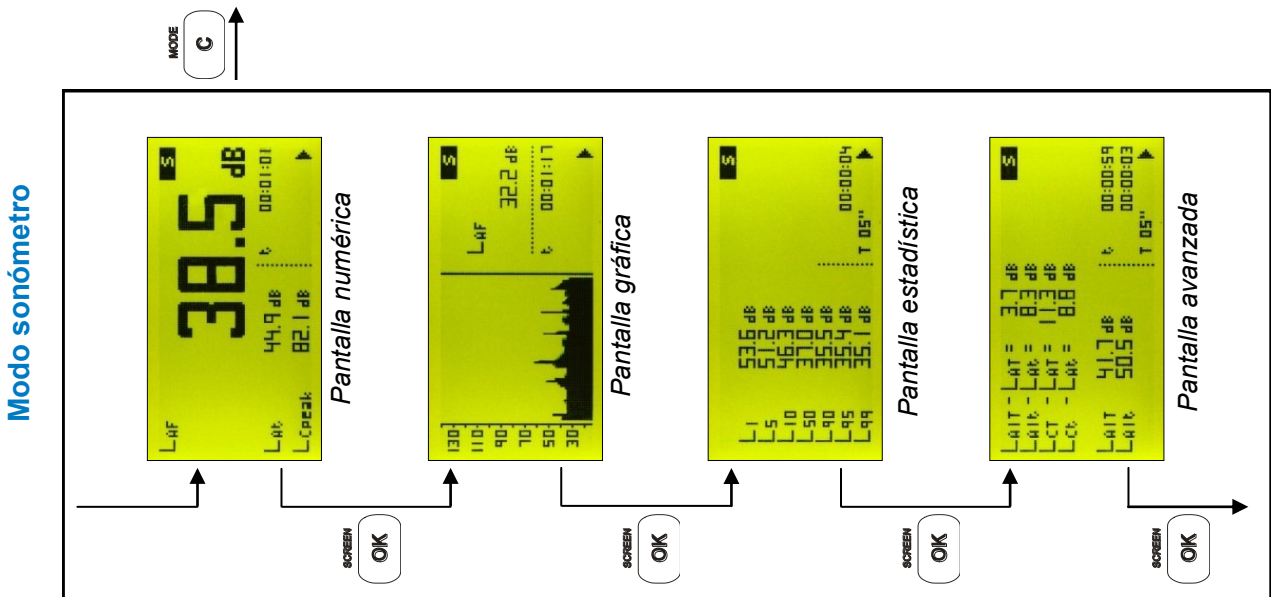 Modo sonómetro
MODE
C
LAF
S
38.5 dB
LAt 44.9 dB t 00:01:01
LCpeak 82.1 dB
Pantalla numérica
SCREEN
OK
S
130
110
90
70
50
30
LAF
32.2 dB
t 00:01:17
Pantalla gráfica
SCREEN
OK
S
L1 53.6 dB
L5 51.2 dB
L10 46.3 dB
L50 37.0 dB
L90 35.5 dB
L95 35.4 dB
L99 35.1 dB
T 05" 00:00:04
Pantalla estadística
SCREEN
OK
S
LAIT - LAT = 3.7 dB
LAIt - LAt = 8.3 dB
LCT - LAT = 13.1 dB
LCt - LAt = 8.8 dB
LAIT 41.7 dB t 00:00:59
LAIt 50.5 dB T 05" 00:00:03
Pantalla avanzada
SCREEN
OK